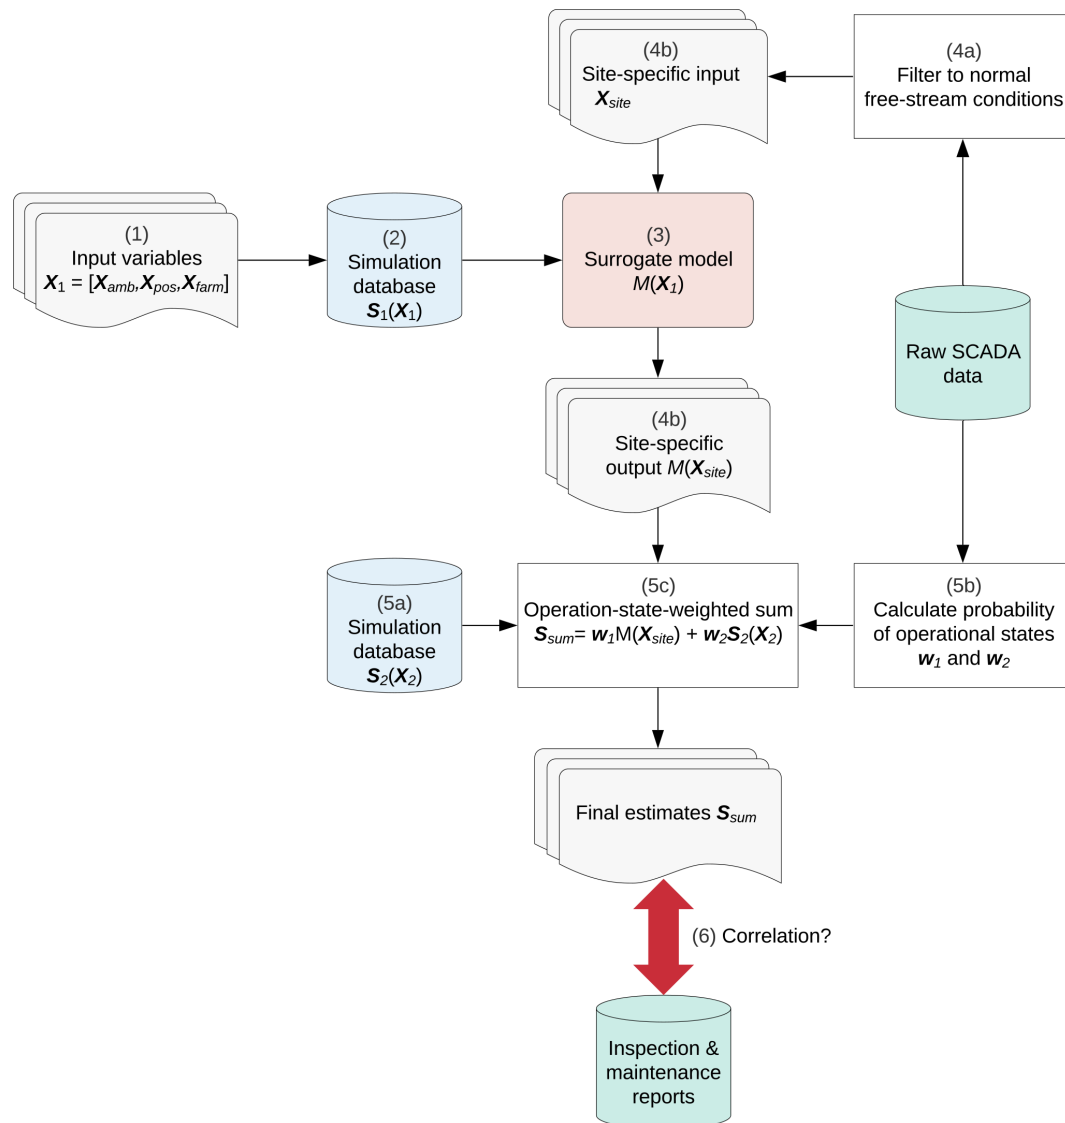 (4b)
Site-specific input
X_site
(4a)
Filter to normal
free-stream conditions
(1)
Input variables
X_1 = [X_amb,X_pos,X_farm]
(2)
Simulation
database
S_1(X_1)
(3)
Surrogate model
M(X_1)
Raw SCADA
data
(4b)
Site-specific
output M(X_site)
(5a)
Simulation
database
S_2(X_2)
(5c)
Operation-state-weighted sum
S_sum= w_1M(X_site) + w_2S_2(X_2)
(5b)
Calculate probability
of operational states
w_1 and w_2
Final estimates S_sum
(6) Correlation?
Inspection &
maintenance
reports